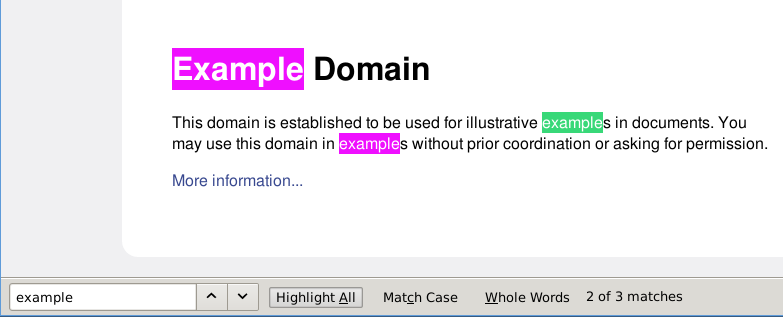 Example Domain
This domain is established to be used for illustrative examples in documents. You
may use this domain in examples without prior coordination or asking for permission.
More information...
example Highlight All Match Case Whole Words 2 of 3 matches